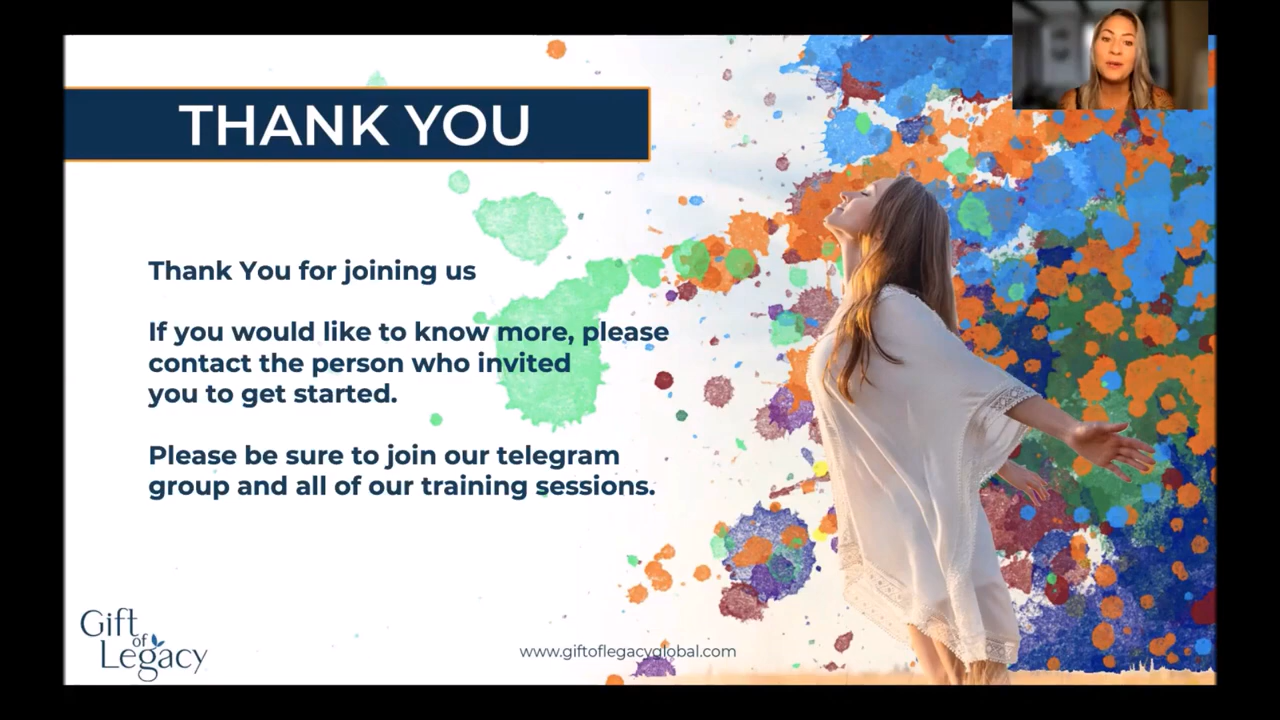 THANK YOU
Thank You for joining us
If you would like to know more, please
contact the person who invited
you to get started.
Please be sure to join our telegram
group and all of our training sessions.
Gift
of
Legacy
www.giftoflegacyglobal.com